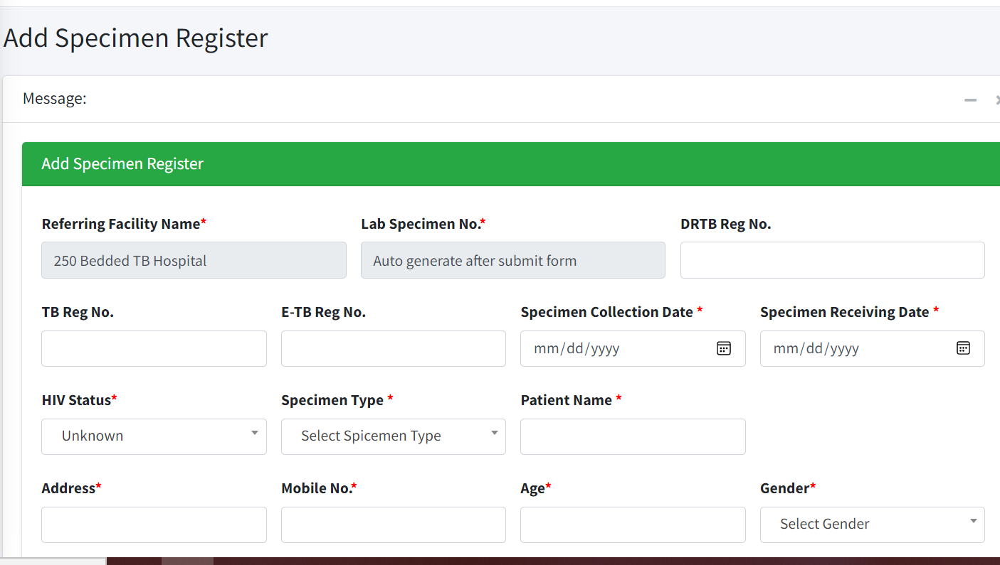 Add Specimen Register
Message:
Add Specimen Register
Referring Facility Name* Lab Specimen No.* DRTB Reg No.
250 Bedded TB Hospital Auto generate after submit form
TB Reg No. E-TB Reg No. Specimen Collection Date * Specimen Receiving Date *
mm/dd/yyyy mm/dd/yyyy
HIV Status* Specimen Type * Patient Name *
Unknown Select Spicemen Type
Address* Mobile No.* Age* Gender*
Select Gender